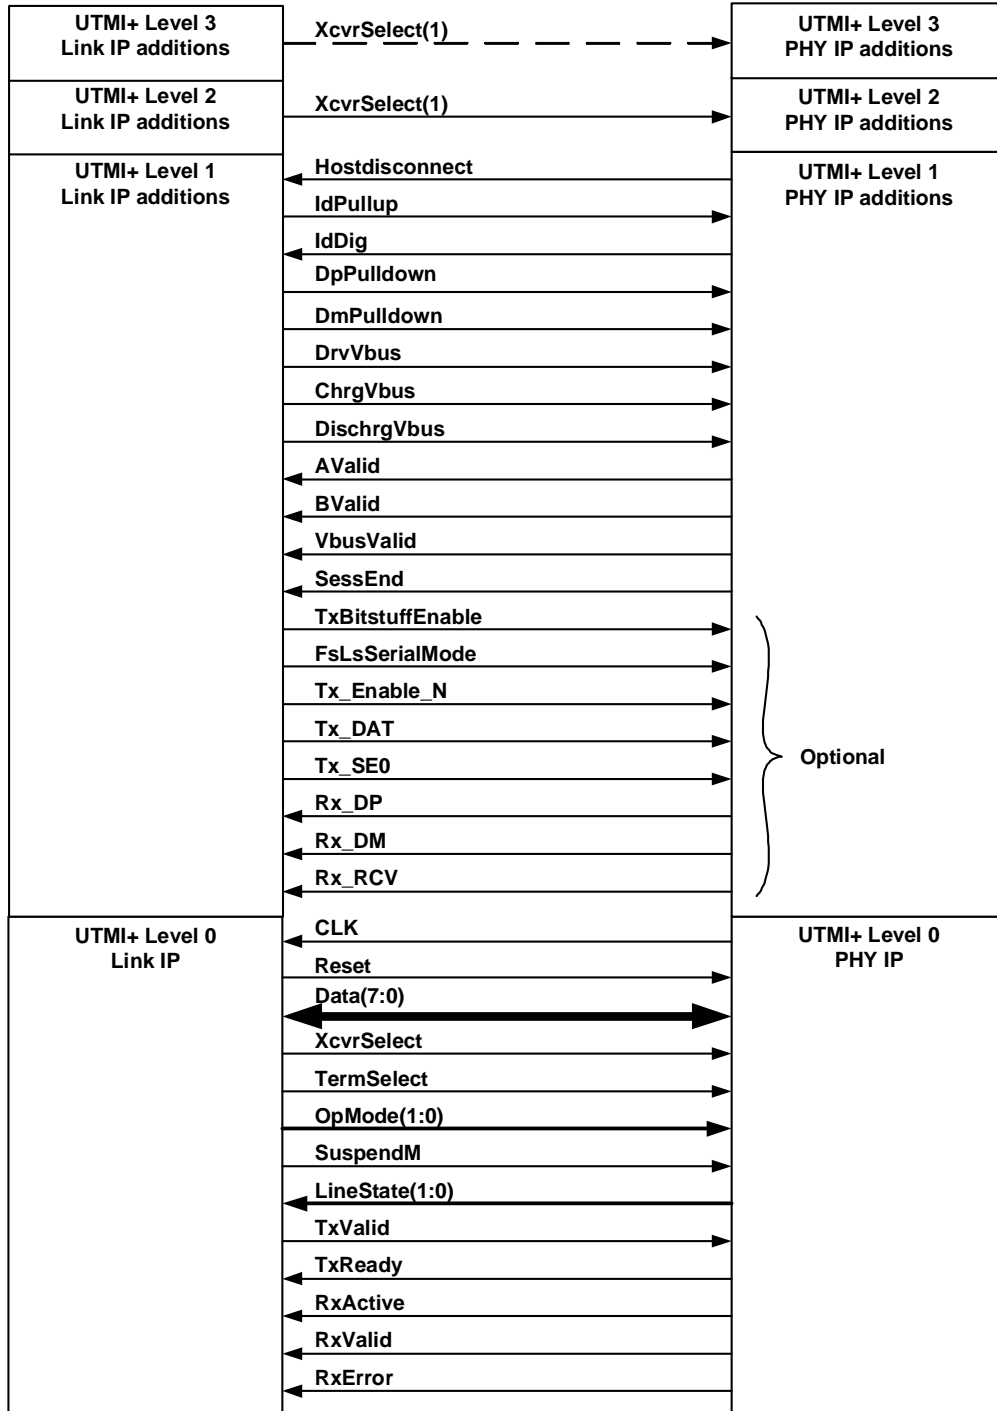 UTMI+ Level 3
Link IP additions
XcvrSelect(1)
UTMI+ Level 3
PHY IP additions
UTMI+ Level 2
Link IP additions
XcvrSelect(1)
UTMI+ Level 2
PHY IP additions
UTMI+ Level 1
Link IP additions
Hostdisconnect
UTMI+ Level 1
PHY IP additions
IdPullup
IdDig
DpPulldown
DmPulldown
DrvVbus
ChrgVbus
DischrgVbus
AValid
BValid
VbusValid
SessEnd
TxBitstuffEnable
FsLsSerialMode
Tx_Enable_N
Tx_DAT
Tx_SE0
Optional
Rx_DP
Rx_DM
Rx_RCV
UTMI+ Level 0
Link IP
CLK
UTMI+ Level 0
PHY IP
Reset
Data(7:0)
XcvrSelect
TermSelect
OpMode(1:0)
SuspendM
LineState(1:0)
TxValid
TxReady
RxActive
RxValid
RxError